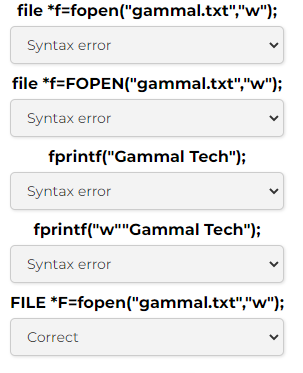 file *f=fopen("gammal.txt","w");
Syntax error
file *f=FOPEN("gammal.txt","w");
Syntax error
fprintf("Gammal Tech");
Syntax error
fprintf("w""Gammal Tech");
Syntax error
FILE *F=fopen("gammal.txt","w");
Correct